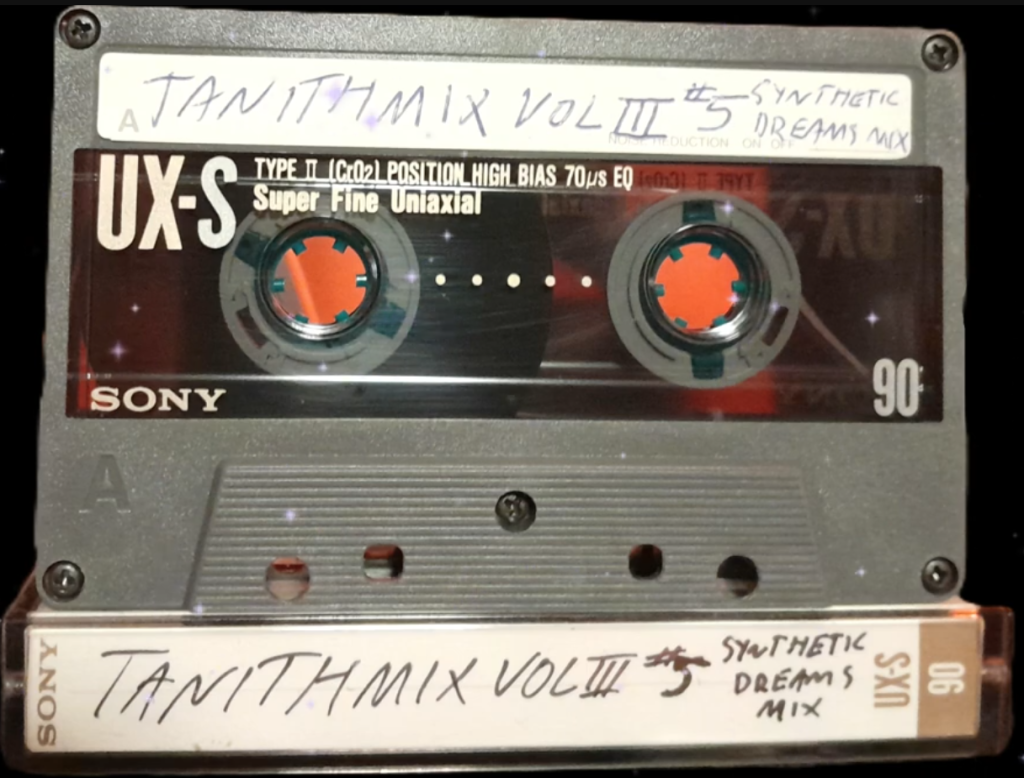 TANITHMIX VOL III #5 SYNTHETIC
DREAMS MIX
A
NOISE REDUCTION ON OFF
UX-S
TYPE II (CrO2) POSITION HIGH BIAS 70μs EQ
Super Fine Uniaxial
SONY
90
A
SONY
TANITHMIX VOL III #5 SYNTHETIC
DREAMS
MIX
UX-S
90